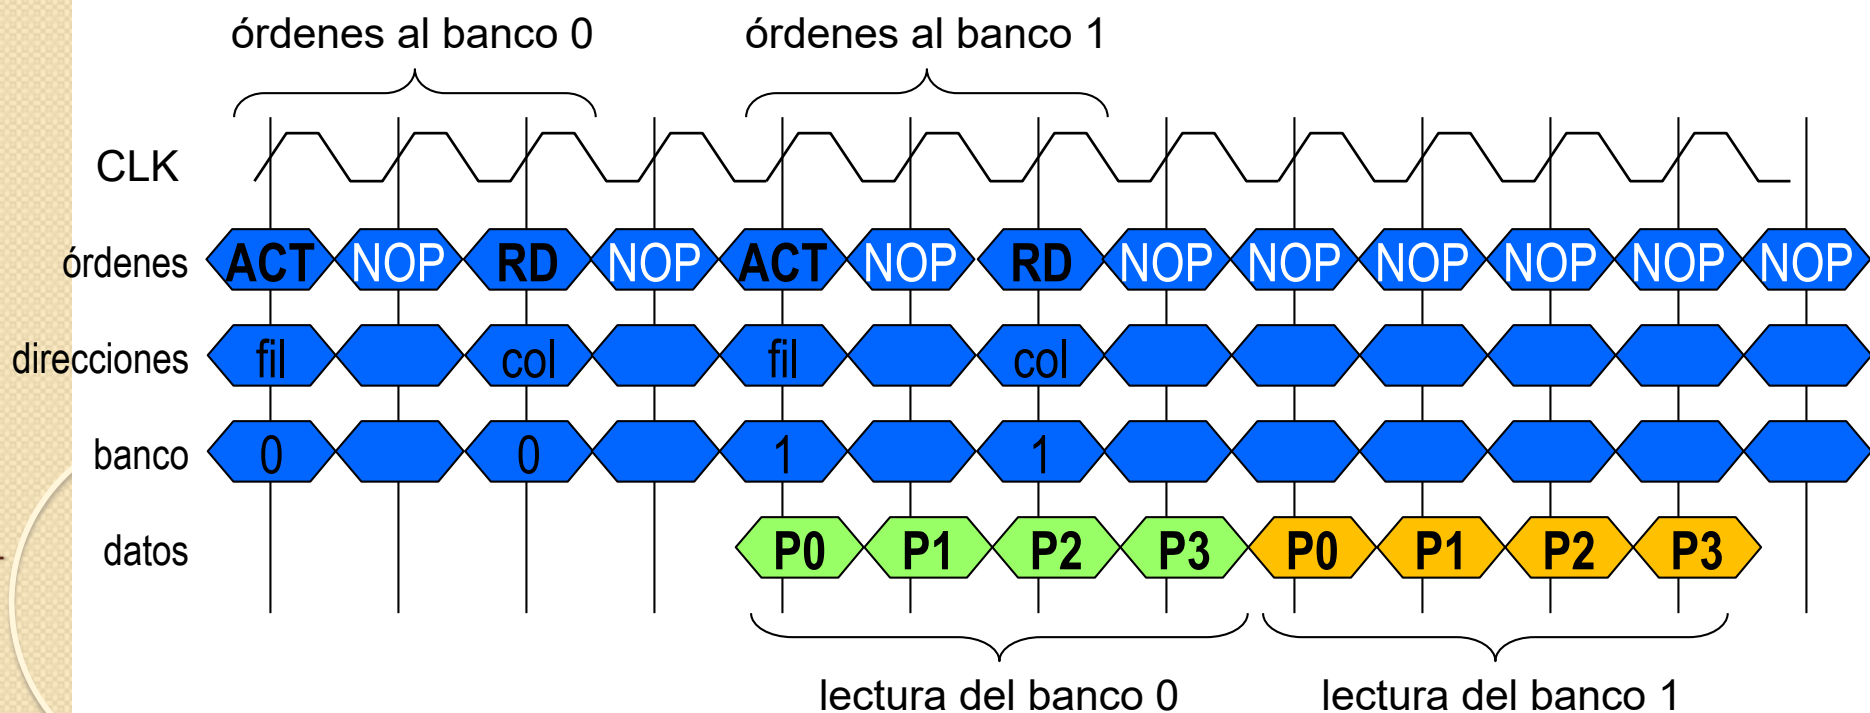 órdenes al banco 0 órdenes al banco 1
CLK
órdenes ACT NOP RD NOP ACT NOP RD NOP NOP NOP NOP NOP NOP
direcciones fil col fil col
banco 0 0 1 1
datos P0 P1 P2 P3 P0 P1 P2 P3
lectura del banco 0 lectura del banco 1